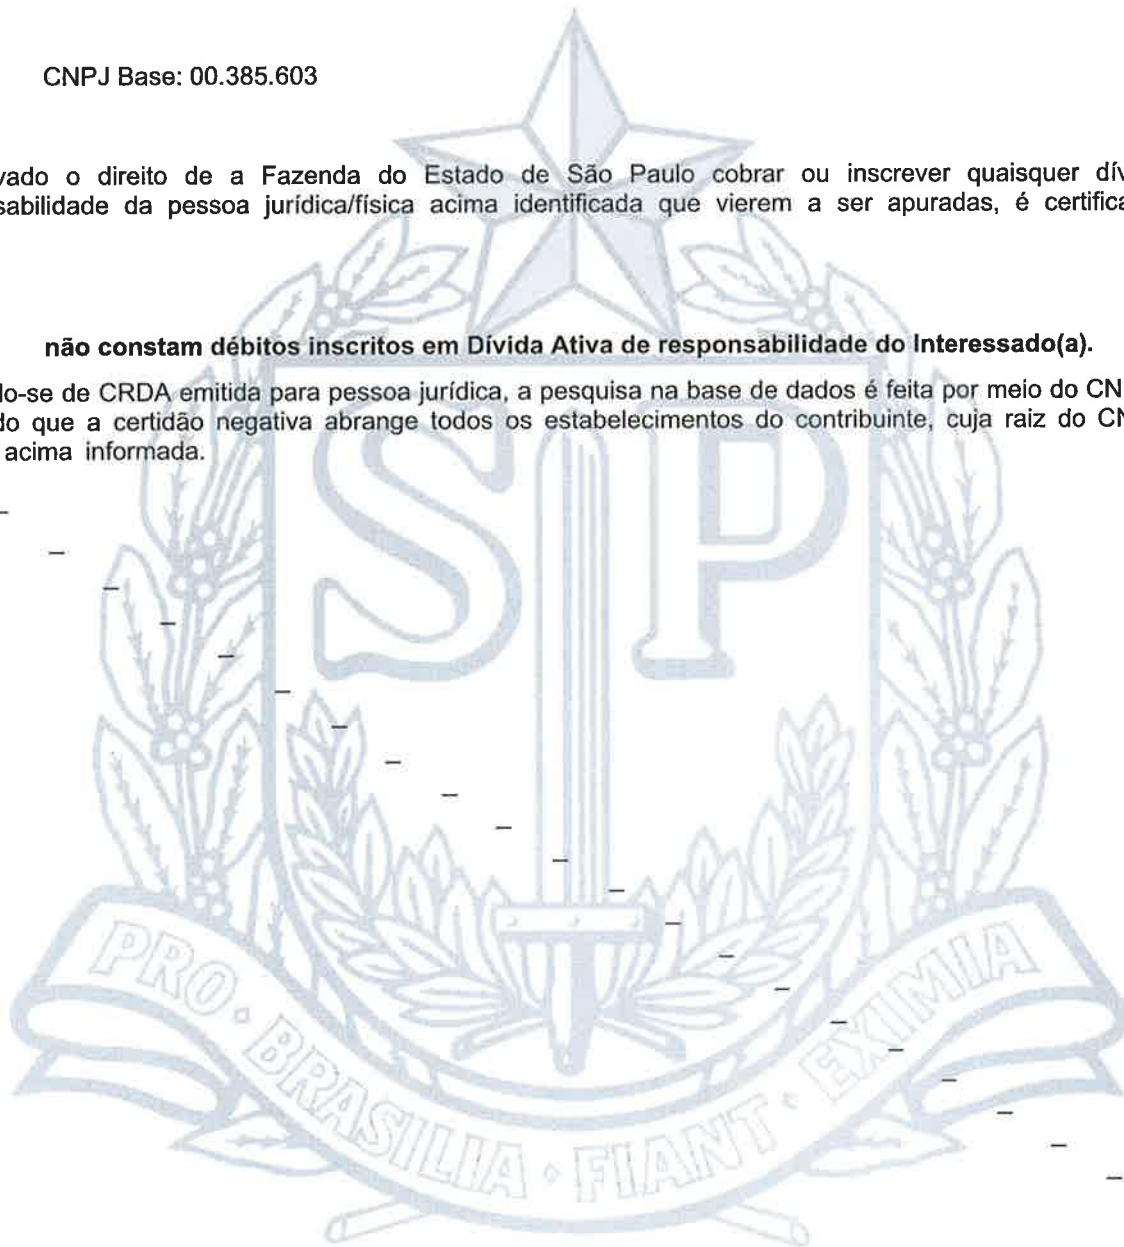 CNPJ Base: 00.385.603
vado o direito de a Fazenda do Estado de São Paulo cobrar ou inscrever quaisquer dív
sabilidade da pessoa jurídica/física acima identificada que vierem a ser apuradas, é certifica
não constam débitos inscritos em Dívida Ativa de responsabilidade do Interessado(a).
lo-se de CRDA emitida para pessoa jurídica, a pesquisa na base de dados é feita por meio do CN
do que a certidão negativa abrange todos os estabelecimentos do contribuinte, cuja raiz do CN
acima informada.
SP
PRO · BRASILIA · FIANT · EXIMIA